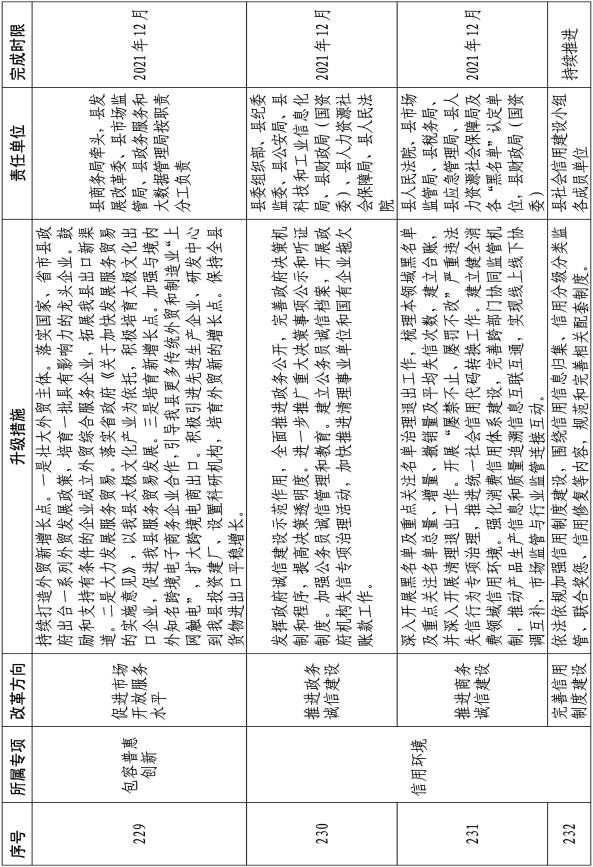 序号
所属专项
改革方向
升级措施
责任单位
完成时限
229
包容普惠
创新
促进市场
开放服务
水平
持续打造外贸新增长点。一是壮大外贸主体。落实国家、省市县政
府出台一系列外贸发展政策，培育一批具有影响力的龙头企业。鼓
励和支持有条件的企业成立外贸综合服务企业，拓展我县出口新渠
道。二是大力发展服务贸易。落实省政府《关于加快发展服务贸易
的实施意见》，以我县太极文化产业为依托，积极培育太极文化出
口企业，促进我县服务贸易发展。三是培育新增长点。加强与境内
外知名跨境电子商务企业合作，引导我县更多传统外贸和制造业“上
网触电”，扩大跨境电商出口。积极引进先进生产企业、研发中心
到我县投资建厂、设置科研机构，培育外贸新的增长点。保持全县
货物进出口平稳增长。
县商务局牵头，县发
展改革委、县市场监
管局、县政务服务和
大数据管理局按职责
分工负责
2021年12月
230
信用环境
推进政务
诚信建设
发挥政府诚信建设示范作用，全面推进政务公开，完善政府决策机
制和程序，提高决策透明度。进一步推广重大决策事项公示和听证
制度。加强公务员诚信管理和教育。建立公务员诚信档案，开展政
府机构失信专项治理活动，加快推进清理事业单位和国有企业拖欠
账款工作。
县委组织部、县纪委
监委、县公安局、县
科技和工业信息化
局、县财政局（国资
委）、县人力资源社
会保障局、县人民法
院
2021年12月
231
推进商务
诚信建设
深入开展黑名单及重点关注名单治理退出工作，梳理本领域黑名单
及重点关注名单总量、增量、撤销量及平均失信次数，建立台账，
并深入开展清理退出工作。开展“屡禁不止、屡罚不改”严重违法
失信行为专项治理，推进统一社会信用代码转换工作。建立健全消
费领域信用环境。强化消费信用体系建设，完善跨部门协同监管机
制，推动产品生产信息和质量追溯信息互联互通，实现线上线下协
调互补，市场监管与行业监管连接互动。
县人民法院、县市场
监管局、县税务局、
县应急管理局、县人
力资源社会保障局及
各“黑名单”认定单
位，县财政局（国资
委）
2021年12月
232
完善信用
制度建设
依法依规加强信用制度建设，围绕信用信息归集、信用分级分类监
管、联合奖惩、信用修复等内容，规范和完善相关配套制度。
县社会信用建设小组
各成员单位
持续推进